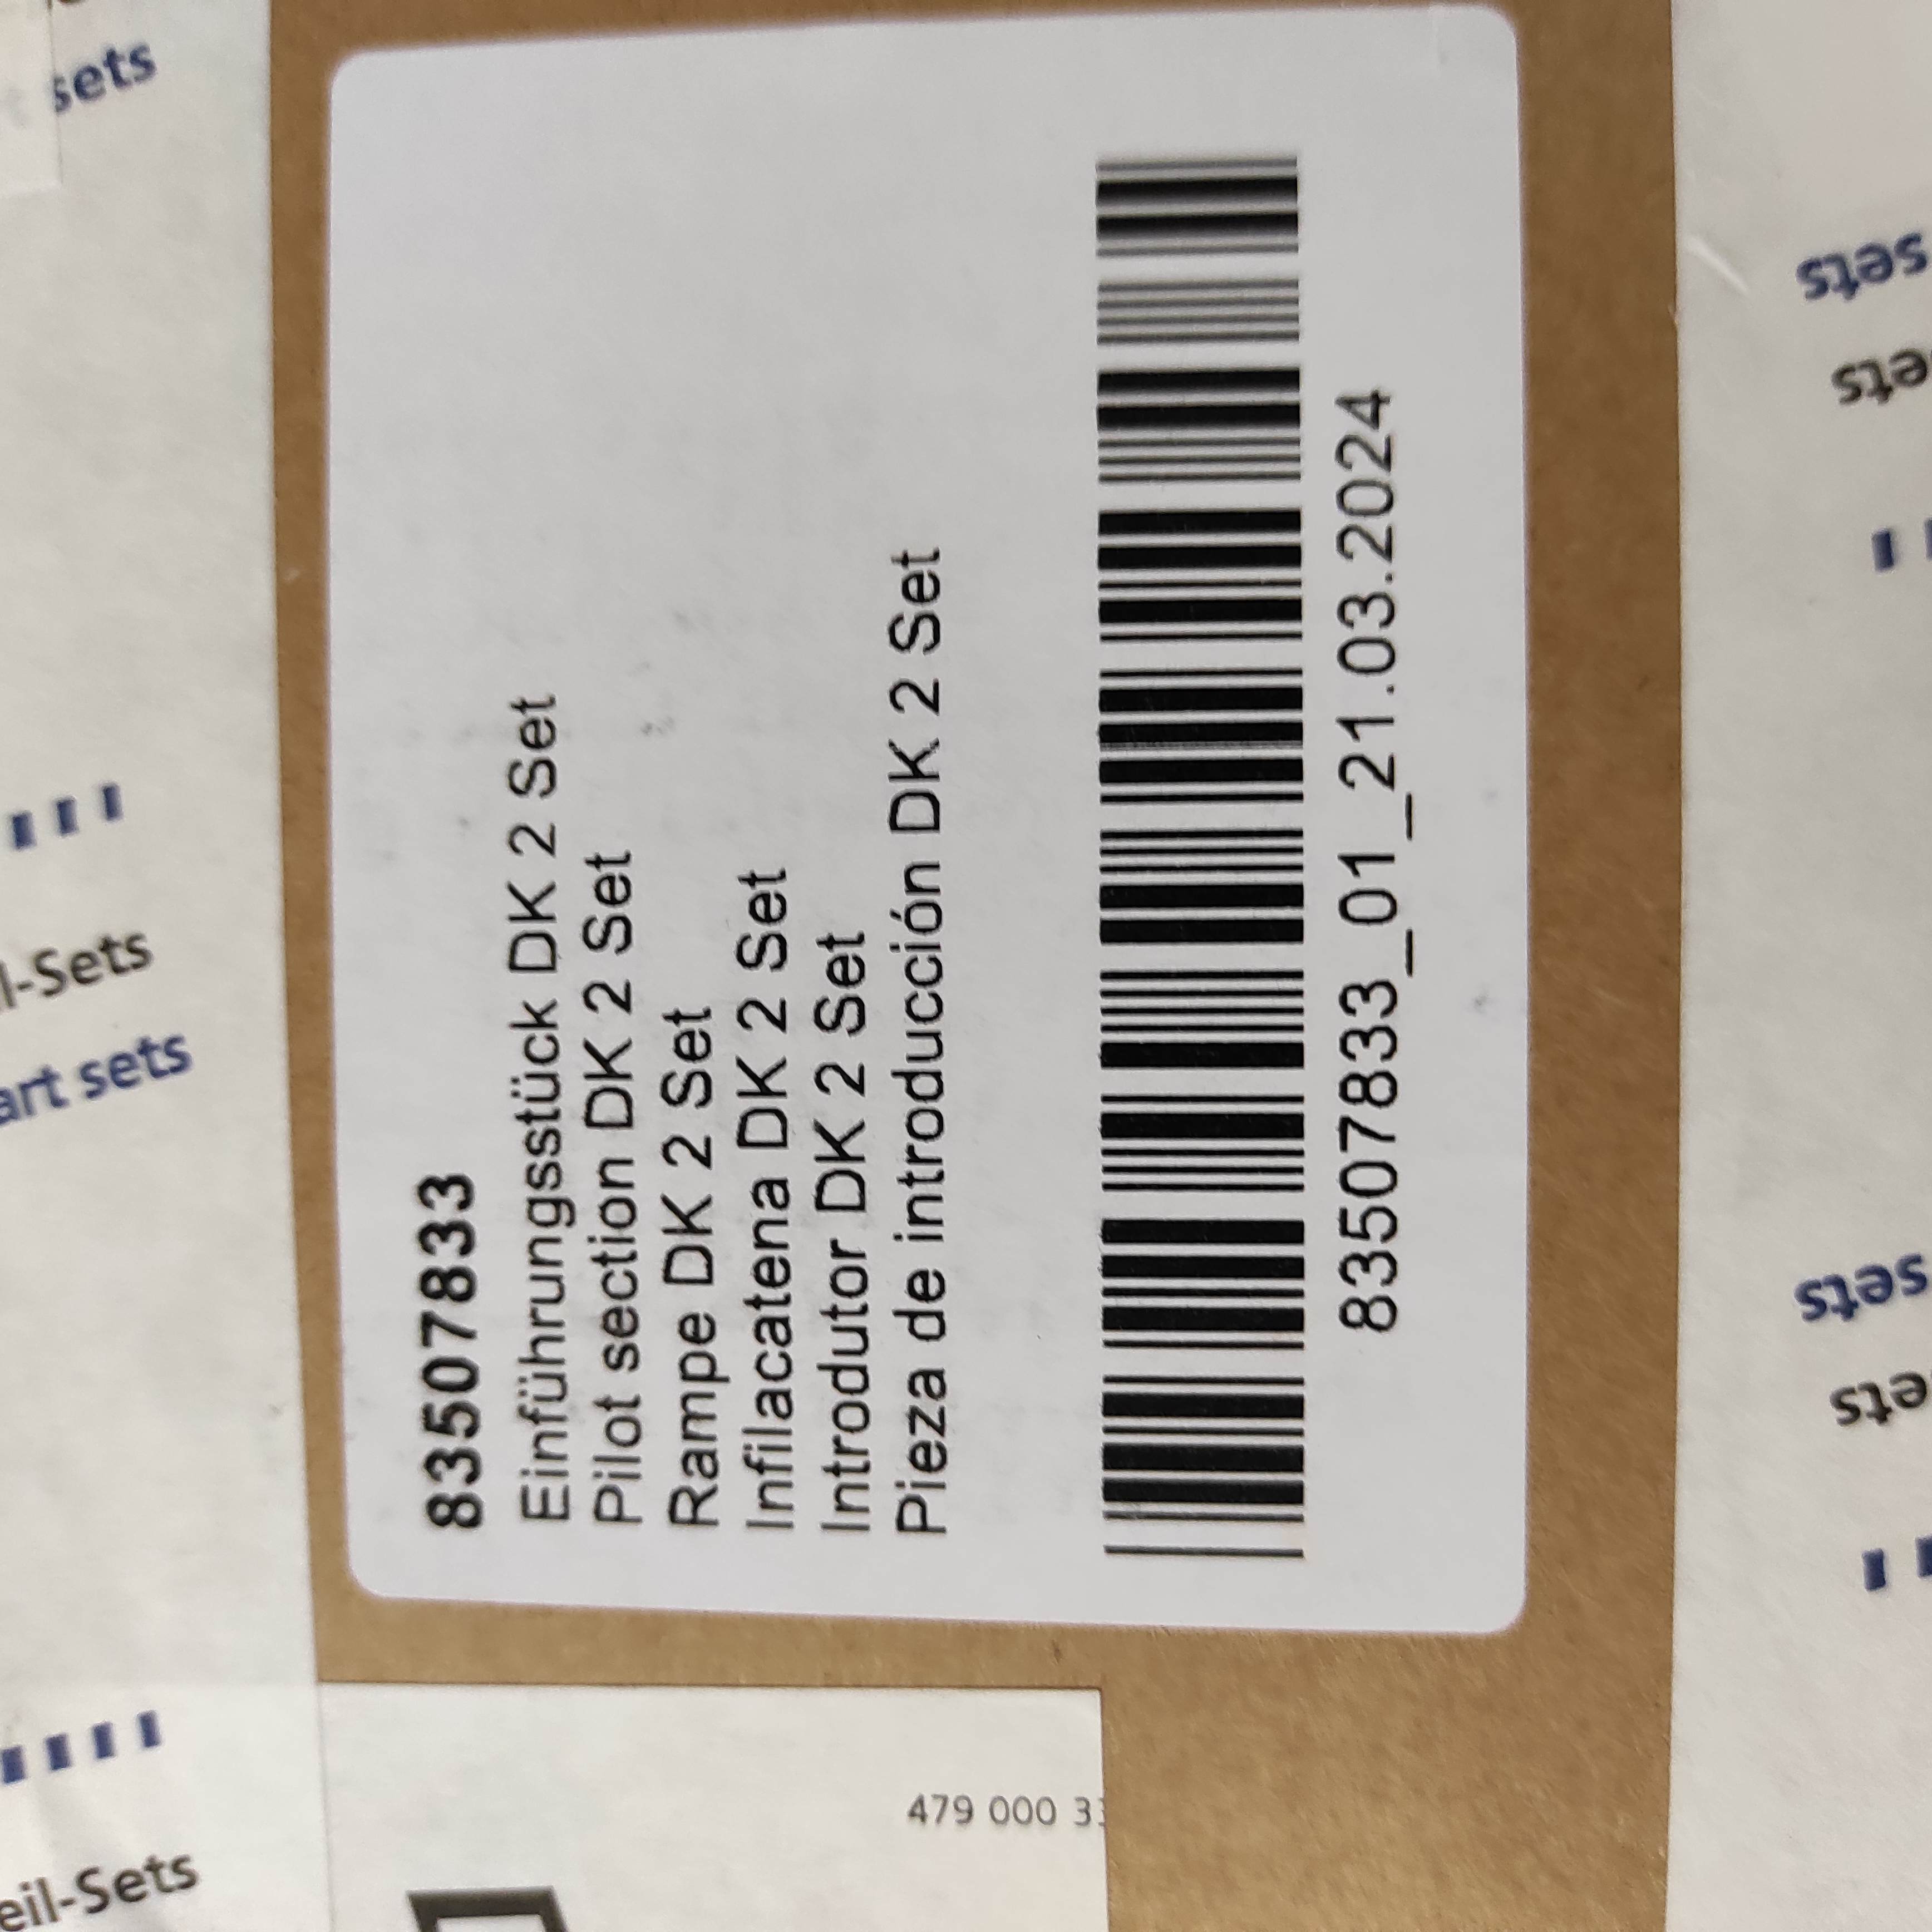 83507833
Einführungsstück DK 2 Set
Pilot section DK 2 Set
Rampe DK 2 Set
Infilacatena DK 2 Set
Introdutor DK 2 Set
Pieza de introducción DK 2 Set
83507833_01_21.03.2024
sets
l-Sets
art sets
eil-Sets
479 000 3
sets
ets
sets
ets